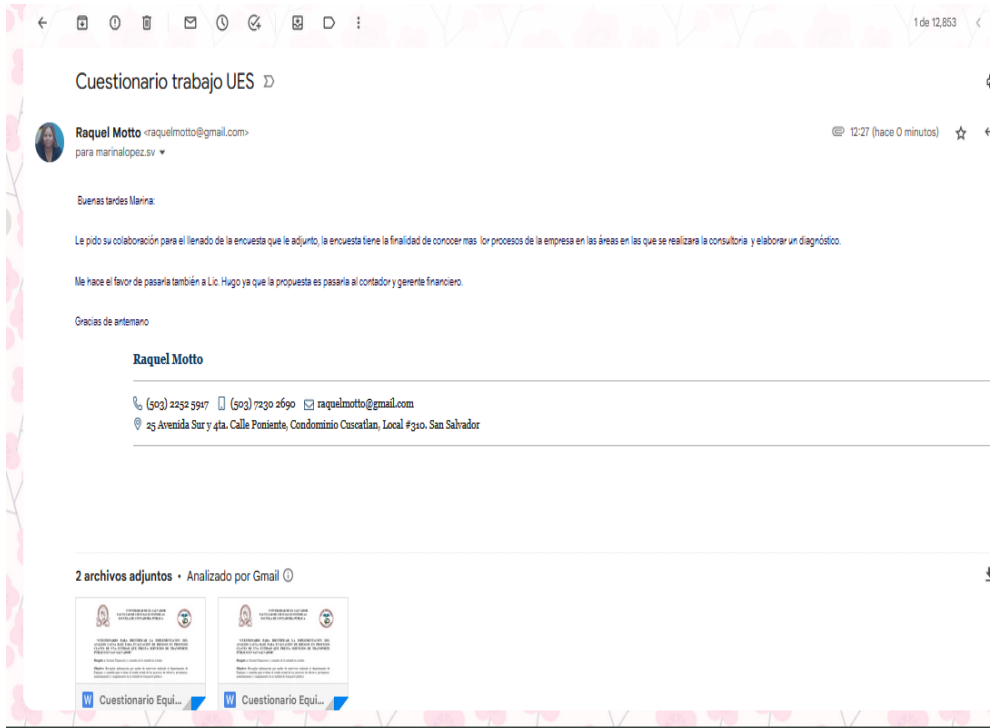 1 de 12,853
Cuestionario trabajo UES
Raquel Motto <raquelmotto@gmail.com>
12:27 (hace 0 minutos)
para marinalopez.sv
Buenas tardes Marina:
Le pido su colaboración para el llenado de la encuesta que le adjunto, la encuesta tiene la finalidad de conocer mas lor procesos de la empresa en las áreas en las que se realizara la consultoria y elaborar un diagnóstico.
Me hace el favor de pasarla también a Lic. Hugo ya que la propuesta es pasarla al contador y gerente financiero.
Gracias de antemano
Raquel Motto
(503) 2252 5917 (503) 7230 2690 raquelmotto@gmail.com
25 Avenida Sur y 4ta. Calle Poniente, Condominio Cuscatlan, Local #310. San Salvador
2 archivos adjuntos • Analizado por Gmail
W Cuestionario Equi... W Cuestionario Equi...